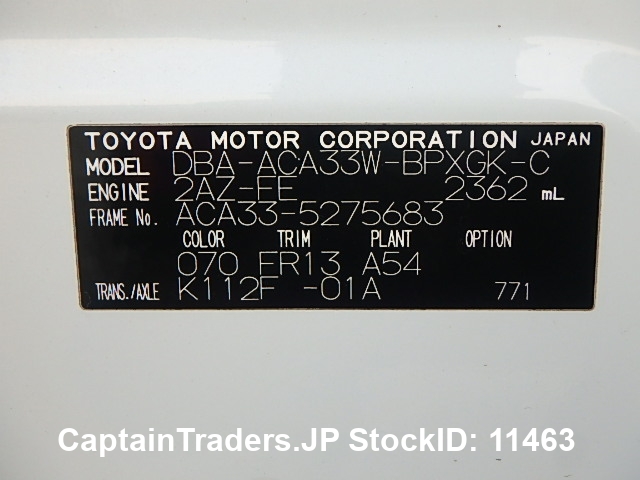 TOYOTA MOTOR CORPORATION JAPAN
MODEL DBA-ACA33W-BPXGK-C
ENGINE 2AZ-FE 2362 mL
FRAME No. ACA33-5275683
COLOR TRIM PLANT OPTION
070 FR13 A54
TRANS./AXLE K112F -01A 771
CaptainTraders.JP StockID: 11463